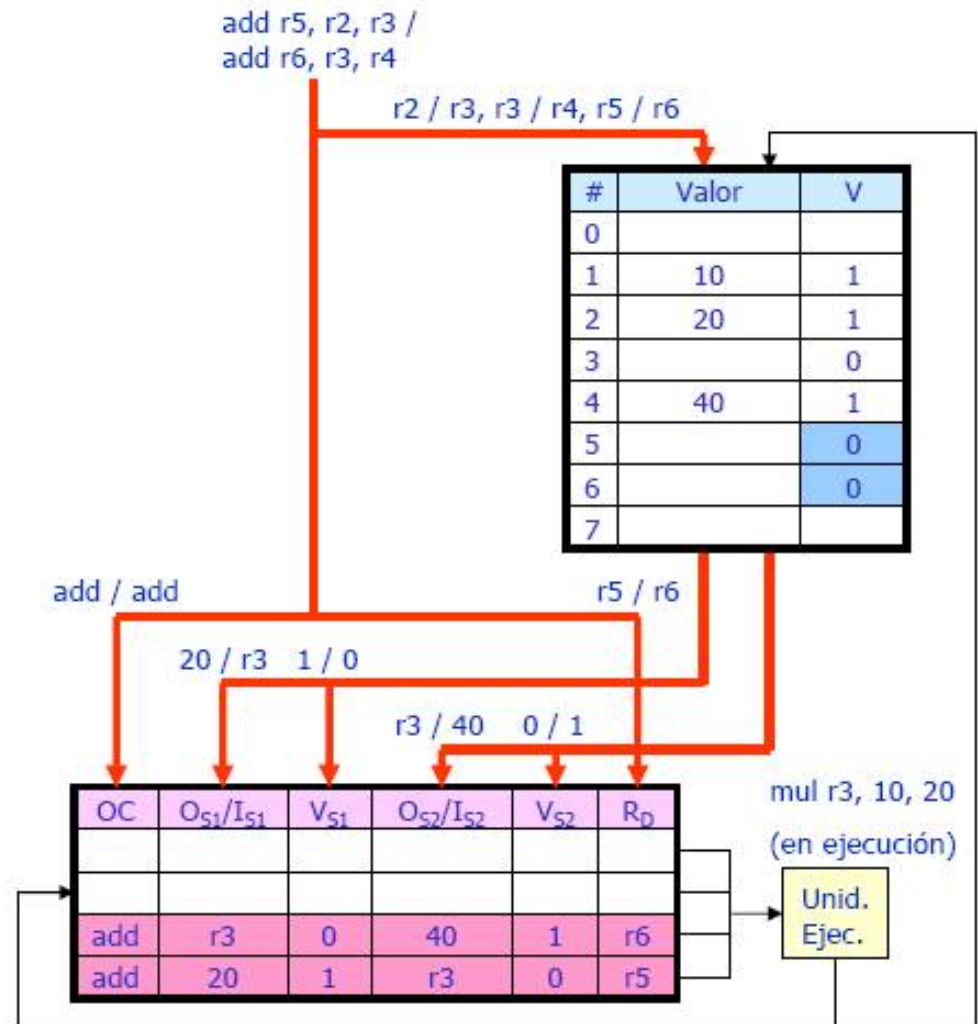 add r5, r2, r3 /
add r6, r3, r4
r2 / r3, r3 / r4, r5 / r6
# Valor V
0
1 10 1
2 20 1
3 0
4 40 1
5 0
6 0
7
add / add
r5 / r6
20 / r3 1 / 0
r3 / 40 0 / 1
OC OS1/IS1 VS1 OS2/IS2 VS2 RD
add r3 0 40 1 r6
add 20 1 r3 0 r5
mul r3, 10, 20
(en ejecución)
Unid.
Ejec.